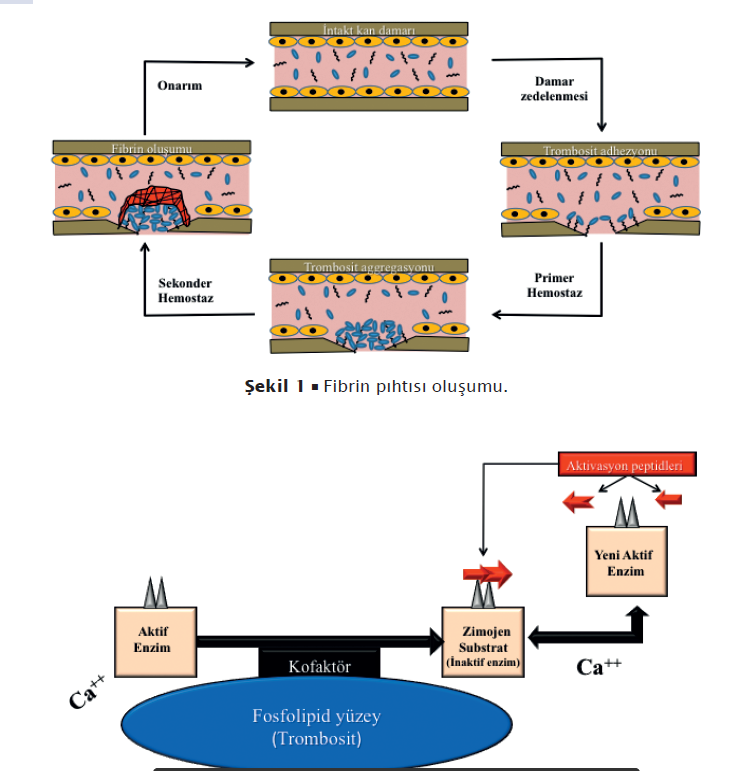 İntakt kan damarı
Onarım
Damar
zedelenmesi
Fibrin oluşumu
Trombosit adhezyonu
Sekonder
Hemostaz
Trombosit aggregasyonu
Primer
Hemostaz
Şekil 1 ▪ Fibrin pıhtısı oluşumu.
Aktivasyon peptidleri
Yeni Aktif
Enzim
Aktif
Enzim
Zimojen
Substrat
(İnaktif enzim)
Kofaktör
Ca++
Ca++
Fosfolipid yüzey
(Trombosit)